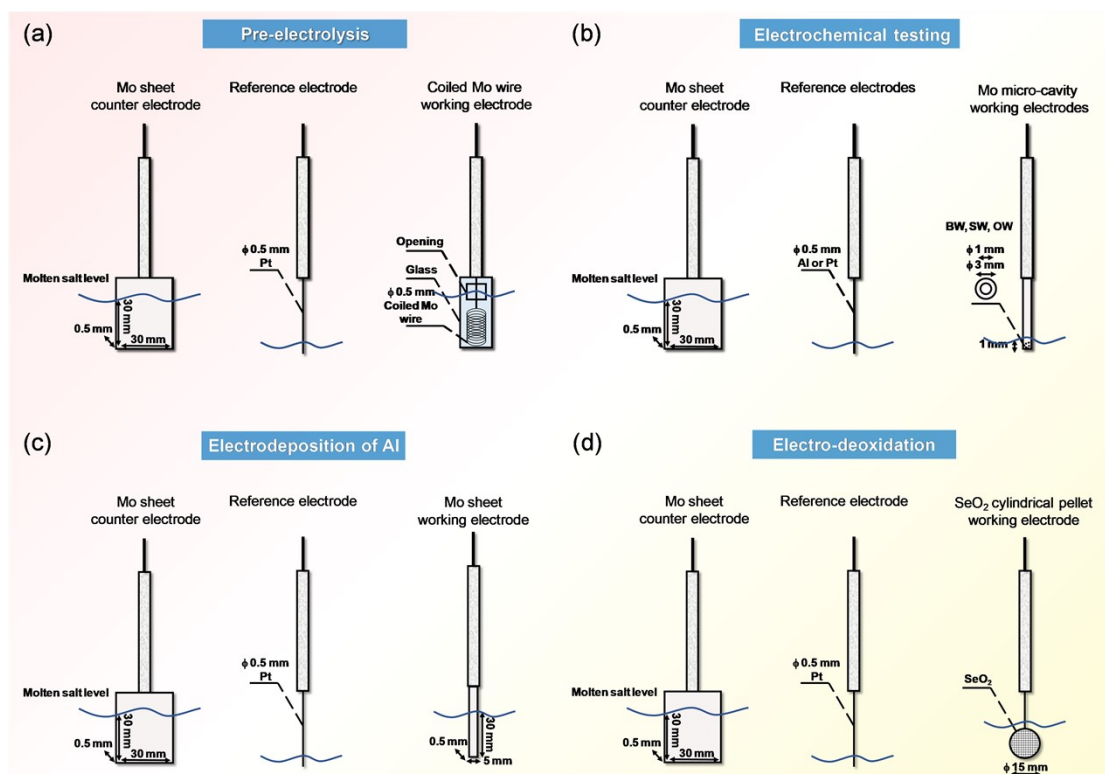 (a)
Pre-electrolysis
Mo sheet
counter electrode
Reference electrode
Coiled Mo wire
working electrode
Opening
ϕ 0.5 mm
Pt
Glass
Molten salt level
ϕ 0.5 mm
Coiled Mo
wire
30 mm
0.5 mm
30 mm
(b)
Electrochemical testing
Mo sheet
counter electrode
Reference electrodes
Mo micro-cavity
working electrodes
BW, SW, OW
ϕ 0.5 mm
Al or Pt
ϕ 1 mm
ϕ 3 mm
Molten salt level
30 mm
0.5 mm
30 mm
1 mm
(c)
Electrodeposition of Al
Mo sheet
counter electrode
Reference electrode
Mo sheet
working electrode
ϕ 0.5 mm
Pt
Molten salt level
30 mm
0.5 mm
30 mm
30 mm
0.5 mm
5 mm
(d)
Electro-deoxidation
Mo sheet
counter electrode
Reference electrode
SeO₂ cylindrical pellet
working electrode
ϕ 0.5 mm
Pt
SeO₂
Molten salt level
30 mm
0.5 mm
30 mm
ϕ 15 mm